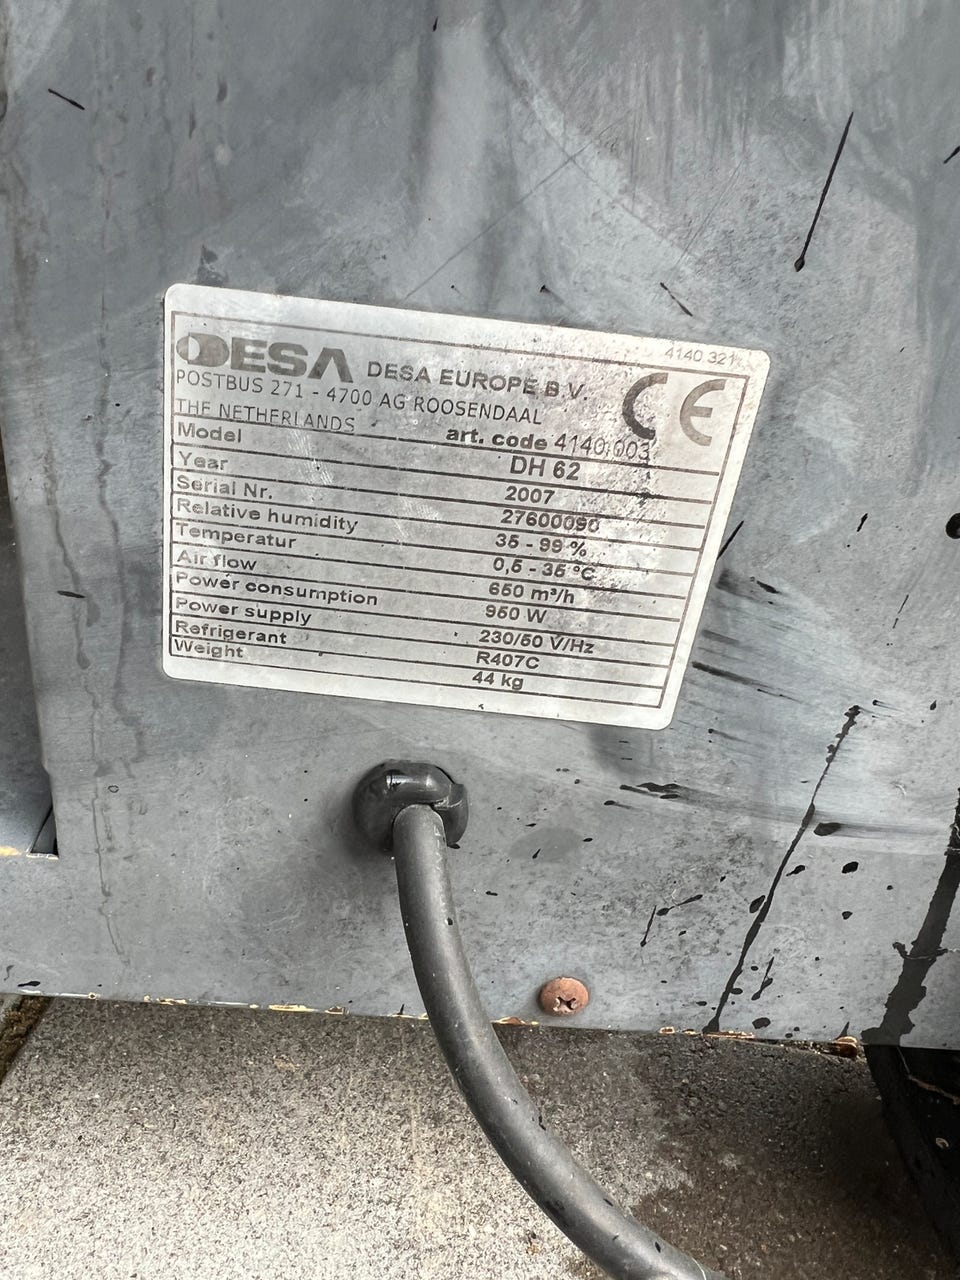 4140.321
DESA DESA EUROPE B.V. CE
POSTBUS 271 - 4700 AG ROOSENDAAL
THE NETHERLANDS art. code 4140.003
Model DH 62
Year 2007
Serial Nr. 27600090
Relative humidity 35 - 99 %
Temperatur 0,5 - 35 °C
Air flow 650 m³/h
Power consumption 950 W
Power supply 230/50 V/Hz
Refrigerant R407C
Weight 44 kg